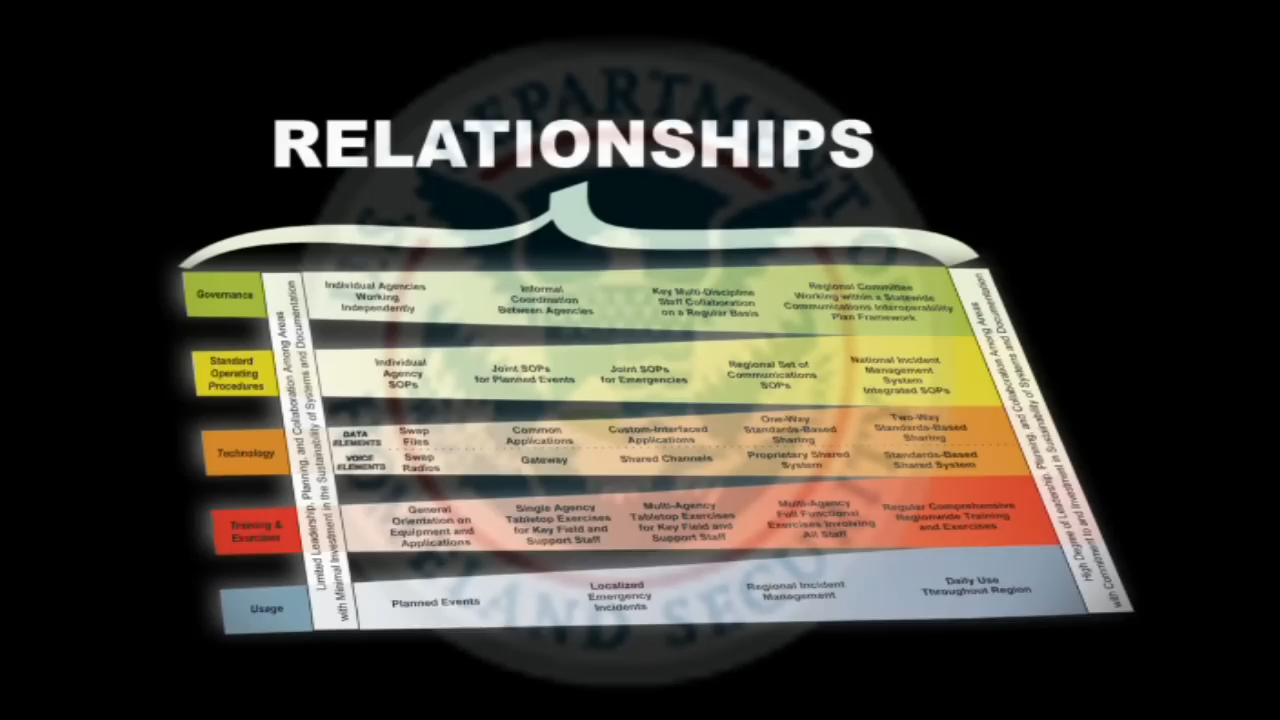 RELATIONSHIPS
Governance
Individual Agencies
Working
Independently
Informal
Coordination
Between Agencies
Key Multi-Discipline
Staff Collaboration
on a Regular Basis
Regional Committee
Working within a Statewide
Communications Interoperability
Plan Framework
Standard
Operating
Procedures
Individual
Agency
SOPs
Joint SOPs
for Planned Events
Joint SOPs
for Emergencies
Regional Set of
Communications
SOPs
National Incident
Management
System
Integrated SOPs
Technology
DATA
ELEMENTS
Swap
Files
Common
Applications
Custom-Interfaced
Applications
One-Way
Standards-Based
Sharing
Two-Way
Standards-Based
Sharing
VOICE
ELEMENTS
Swap
Radios
Gateway
Shared Channels
Proprietary Shared
System
Standards-Based
Shared System
Training &
Exercises
General
Orientation on
Equipment and
Applications
Single Agency
Tabletop Exercises
for Key Field and
Support Staff
Multi-Agency
Tabletop Exercises
for Key Field and
Support Staff
Multi-Agency
Full Functional
Exercises Involving
All Staff
Regular Comprehensive
Regionwide Training
and Exercises
Usage
Planned Events
Localized
Emergency
Incidents
Regional Incident
Management
Daily Use
Throughout Region
Limited Leadership, Planning, and Collaboration Among Areas
with Minimal Investment in the Sustainability of Systems and Documentation
High Degree of Leadership, Planning, and Collaboration Among Areas
with Commitment to and Investment in Sustainability of Systems and Documentation
DEPARTMENT OF